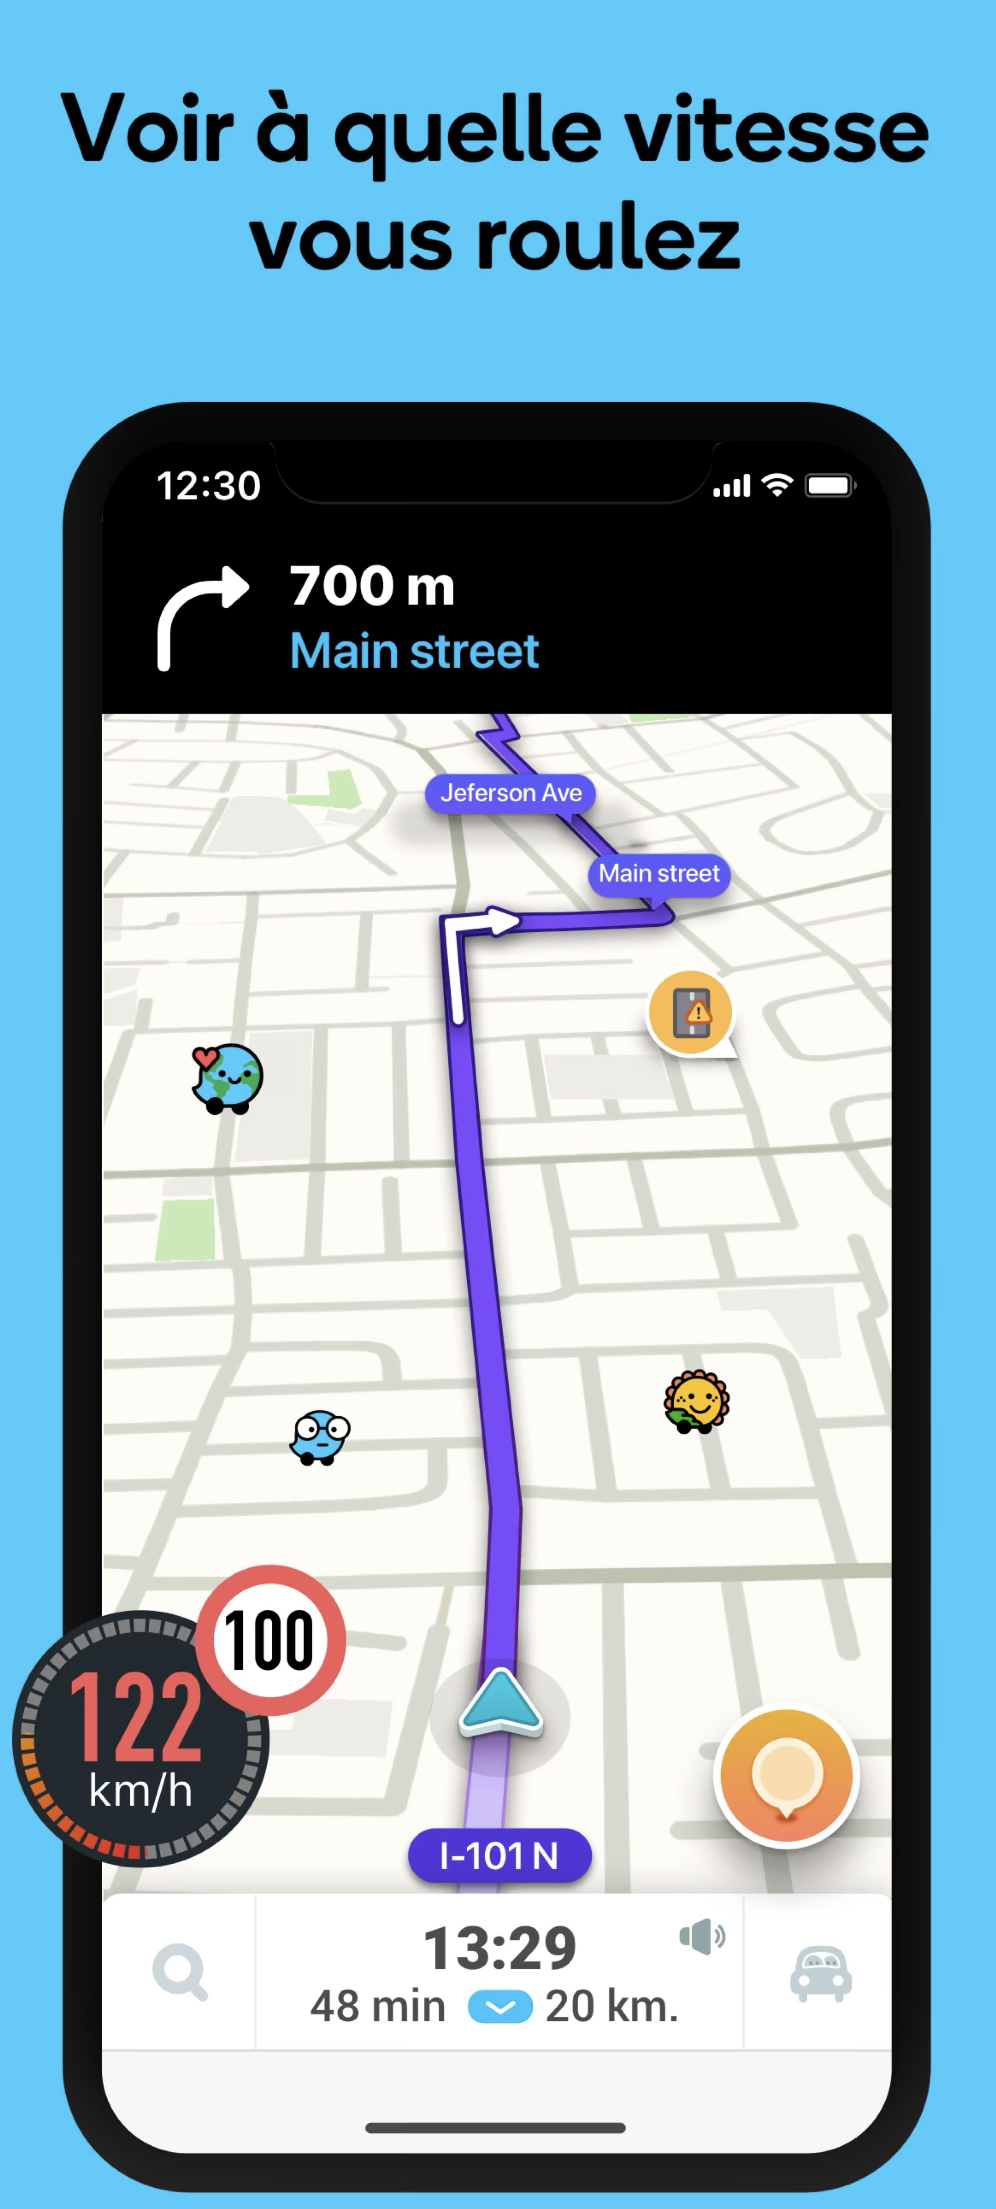 Voir à quelle vitesse
vous roulez
12:30
700 m
Main street
Jeferson Ave
Main street
100
122
km/h
I-101 N
13:29
48 min 20 km.